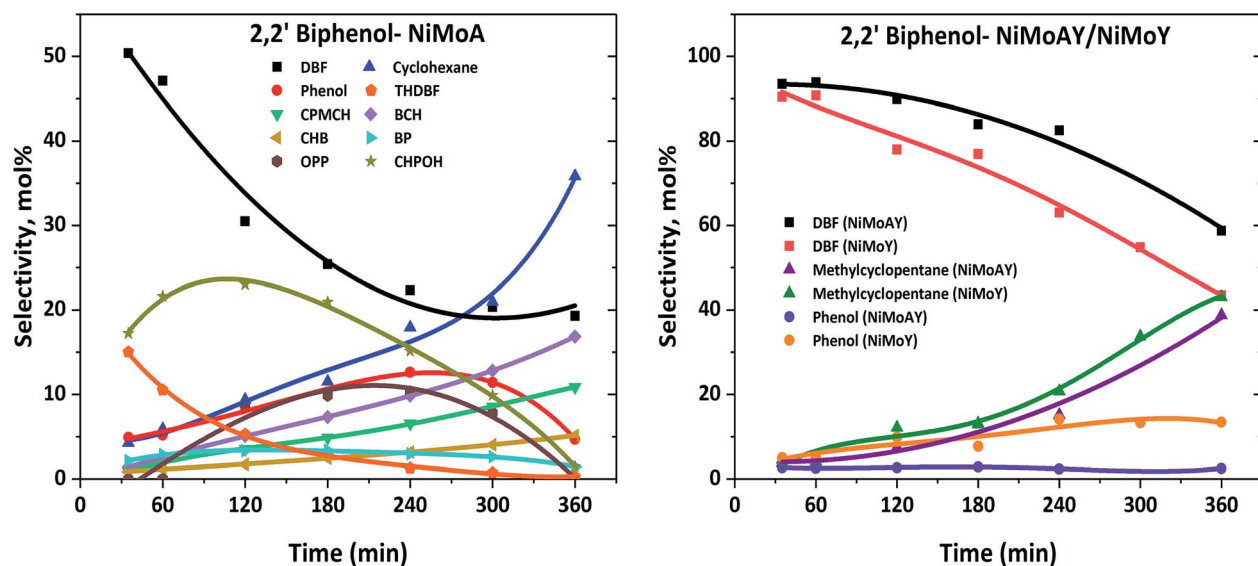 2,2' Biphenol- NiMoA
DBF
Cyclohexane
Phenol
THDBF
CPMCH
BCH
CHB
BP
OPP
CHPOH
50
40
30
20
10
0
Selectivity, mol%
0 60 120 180 240 300 360
Time (min)
2,2' Biphenol- NiMoAY/NiMoY
100
80
60
40
20
0
Selectivity, mol%
DBF (NiMoAY)
DBF (NiMoY)
Methylcyclopentane (NiMoAY)
Methylcyclopentane (NiMoY)
Phenol (NiMoAY)
Phenol (NiMoY)
0 60 120 180 240 300 360
Time (min)